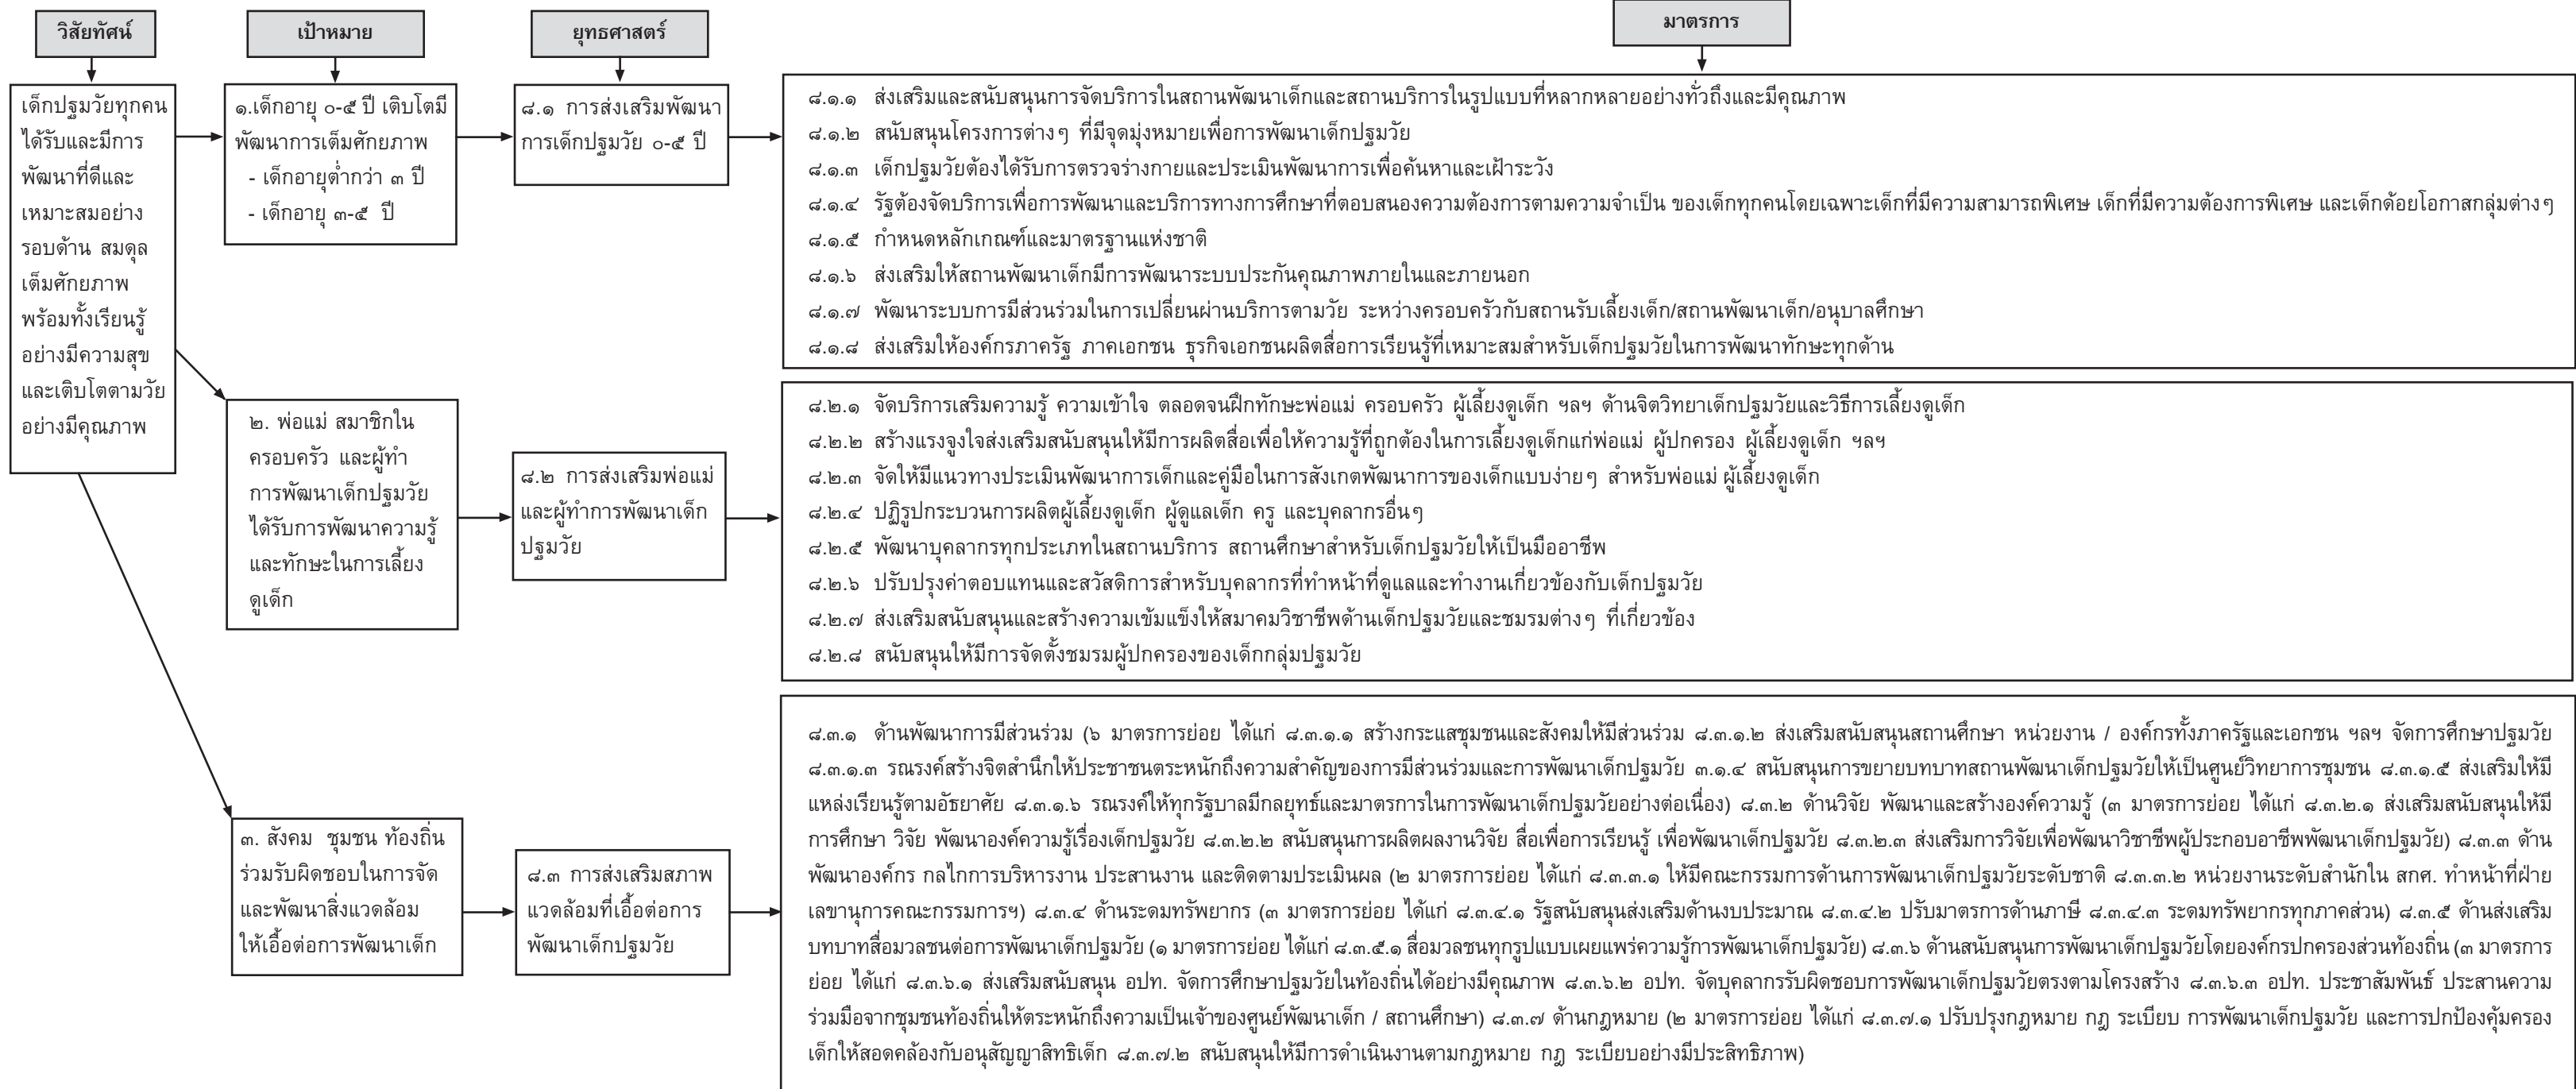 วิสัยทัศน์
เป้าหมาย
ยุทธศาสตร์
มาตรการ
เด็กปฐมวัยทุกคน
ได้รับและมีการ
พัฒนาที่ดีและ
เหมาะสมอย่าง
รอบด้าน สมดุล
เต็มศักยภาพ
พร้อมทั้งเรียนรู้
อย่างมีความสุข
และเติบโตตามวัย
อย่างมีคุณภาพ
๑.เด็กอายุ ๐-๕ ปี เติบโตมี
พัฒนาการเต็มศักยภาพ
- เด็กอายุต่ำกว่า ๓ ปี
- เด็กอายุ ๓-๕ ปี
๘.๑ การส่งเสริมพัฒนา
การเด็กปฐมวัย ๐-๕ ปี
๘.๑.๑ ส่งเสริมและสนับสนุนการจัดบริการในสถานพัฒนาเด็กและสถานบริการในรูปแบบที่หลากหลายอย่างทั่วถึงและมีคุณภาพ
๘.๑.๒ สนับสนุนโครงการต่างๆ ที่มีจุดมุ่งหมายเพื่อการพัฒนาเด็กปฐมวัย
๘.๑.๓ เด็กปฐมวัยต้องได้รับการตรวจร่างกายและประเมินพัฒนาการเพื่อค้นหาและเฝ้าระวัง
๘.๑.๔ รัฐต้องจัดบริการเพื่อการพัฒนาและบริการทางการศึกษาที่ตอบสนองความต้องการตามความจำเป็น ของเด็กทุกคนโดยเฉพาะเด็กที่มีความสามารถพิเศษ เด็กที่มีความต้องการพิเศษ และเด็กด้อยโอกาสกลุ่มต่างๆ
๘.๑.๕ กำหนดหลักเกณฑ์และมาตรฐานแห่งชาติ
๘.๑.๖ ส่งเสริมให้สถานพัฒนาเด็กมีการพัฒนาระบบประกันคุณภาพภายในและภายนอก
๘.๑.๗ พัฒนาระบบการมีส่วนร่วมในการเปลี่ยนผ่านบริการตามวัย ระหว่างครอบครัวกับสถานรับเลี้ยงเด็ก/สถานพัฒนาเด็ก/อนุบาลศึกษา
๘.๑.๘ ส่งเสริมให้องค์กรภาครัฐ ภาคเอกชน ธุรกิจเอกชนผลิตสื่อการเรียนรู้ที่เหมาะสมสำหรับเด็กปฐมวัยในการพัฒนาทักษะทุกด้าน
๒. พ่อแม่ สมาชิกใน
ครอบครัว และผู้ทำ
การพัฒนาเด็กปฐมวัย
ได้รับการพัฒนาความรู้
และทักษะในการเลี้ยง
ดูเด็ก
๘.๒ การส่งเสริมพ่อแม่
และผู้ทำการพัฒนาเด็ก
ปฐมวัย
๘.๒.๑ จัดบริการเสริมความรู้ ความเข้าใจ ตลอดจนฝึกทักษะพ่อแม่ ครอบครัว ผู้เลี้ยงดูเด็ก ฯลฯ ด้านจิตวิทยาเด็กปฐมวัยและวิธีการเลี้ยงดูเด็ก
๘.๒.๒ สร้างแรงจูงใจส่งเสริมสนับสนุนให้มีการผลิตสื่อเพื่อให้ความรู้ที่ถูกต้องในการเลี้ยงดูเด็กแก่พ่อแม่ ผู้ปกครอง ผู้เลี้ยงดูเด็ก ฯลฯ
๘.๒.๓ จัดให้มีแนวทางประเมินพัฒนาการเด็กและคู่มือในการสังเกตพัฒนาการของเด็กแบบง่ายๆ สำหรับพ่อแม่ ผู้เลี้ยงดูเด็ก
๘.๒.๔ ปฏิรูปกระบวนการผลิตผู้เลี้ยงดูเด็ก ผู้ดูแลเด็ก ครู และบุคลากรอื่นๆ
๘.๒.๕ พัฒนาบุคลากรทุกประเภทในสถานบริการ สถานศึกษาสำหรับเด็กปฐมวัยให้เป็นมืออาชีพ
๘.๒.๖ ปรับปรุงค่าตอบแทนและสวัสดิการสำหรับบุคลากรที่ทำหน้าที่ดูแลและทำงานเกี่ยวข้องกับเด็กปฐมวัย
๘.๒.๗ ส่งเสริมสนับสนุนและสร้างความเข้มแข็งให้สมาคมวิชาชีพด้านเด็กปฐมวัยและชมรมต่างๆ ที่เกี่ยวข้อง
๘.๒.๘ สนับสนุนให้มีการจัดตั้งชมรมผู้ปกครองของเด็กกลุ่มปฐมวัย
๓. สังคม ชุมชน ท้องถิ่น
ร่วมรับผิดชอบในการจัด
และพัฒนาสิ่งแวดล้อม
ให้เอื้อต่อการพัฒนาเด็ก
๘.๓ การส่งเสริมสภาพ
แวดล้อมที่เอื้อต่อการ
พัฒนาเด็กปฐมวัย
๘.๓.๑ ด้านพัฒนาการมีส่วนร่วม (๖ มาตรการย่อย ได้แก่ ๘.๓.๑.๑ สร้างกระแสชุมชนและสังคมให้มีส่วนร่วม ๘.๓.๑.๒ ส่งเสริมสนับสนุนสถานศึกษา หน่วยงาน / องค์กรทั้งภาครัฐและเอกชน ฯลฯ จัดการศึกษาปฐมวัย
๘.๓.๑.๓ รณรงค์สร้างจิตสำนึกให้ประชาชนตระหนักถึงความสำคัญของการมีส่วนร่วมและการพัฒนาเด็กปฐมวัย ๓.๑.๔ สนับสนุนการขยายบทบาทสถานพัฒนาเด็กปฐมวัยให้เป็นศูนย์วิทยาการชุมชน ๘.๓.๑.๕ ส่งเสริมให้มี
แหล่งเรียนรู้ตามอัธยาศัย ๘.๓.๑.๖ รณรงค์ให้ทุกรัฐบาลมีกลยุทธ์และมาตรการในการพัฒนาเด็กปฐมวัยอย่างต่อเนื่อง) ๘.๓.๒ ด้านวิจัย พัฒนาและสร้างองค์ความรู้ (๓ มาตรการย่อย ได้แก่ ๘.๓.๒.๑ ส่งเสริมสนับสนุนให้มี
การศึกษา วิจัย พัฒนาองค์ความรู้เรื่องเด็กปฐมวัย ๘.๓.๒.๒ สนับสนุนการผลิตผลงานวิจัย สื่อเพื่อการเรียนรู้ เพื่อพัฒนาเด็กปฐมวัย ๘.๓.๒.๓ ส่งเสริมการวิจัยเพื่อพัฒนาวิชาชีพผู้ประกอบอาชีพพัฒนาเด็กปฐมวัย) ๘.๓.๓ ด้าน
พัฒนาองค์กร กลไกการบริหารงาน ประสานงาน และติดตามประเมินผล (๒ มาตรการย่อย ได้แก่ ๘.๓.๓.๑ ให้มีคณะกรรมการด้านการพัฒนาเด็กปฐมวัยระดับชาติ ๘.๓.๓.๒ หน่วยงานระดับสำนักใน สกศ. ทำหน้าที่ฝ่าย
เลขานุการคณะกรรมการฯ) ๘.๓.๔ ด้านระดมทรัพยากร (๓ มาตรการย่อย ได้แก่ ๘.๓.๔.๑ รัฐสนับสนุนส่งเสริมด้านงบประมาณ ๘.๓.๔.๒ ปรับมาตรการด้านภาษี ๘.๓.๔.๓ ระดมทรัพยากรทุกภาคส่วน) ๘.๓.๕ ด้านส่งเสริม
บทบาทสื่อมวลชนต่อการพัฒนาเด็กปฐมวัย (๑ มาตรการย่อย ได้แก่ ๘.๓.๕.๑ สื่อมวลชนทุกรูปแบบเผยแพร่ความรู้การพัฒนาเด็กปฐมวัย) ๘.๓.๖ ด้านสนับสนุนการพัฒนาเด็กปฐมวัยโดยองค์กรปกครองส่วนท้องถิ่น (๓ มาตรการ
ย่อย ได้แก่ ๘.๓.๖.๑ ส่งเสริมสนับสนุน อปท. จัดการศึกษาปฐมวัยในท้องถิ่นได้อย่างมีคุณภาพ ๘.๓.๖.๒ อปท. จัดบุคลากรรับผิดชอบการพัฒนาเด็กปฐมวัยตรงตามโครงสร้าง ๘.๓.๖.๓ อปท. ประชาสัมพันธ์ ประสานความ
ร่วมมือจากชุมชนท้องถิ่นให้ตระหนักถึงความเป็นเจ้าของศูนย์พัฒนาเด็ก / สถานศึกษา) ๘.๓.๗ ด้านกฎหมาย (๒ มาตรการย่อย ได้แก่ ๘.๓.๗.๑ ปรับปรุงกฎหมาย กฎ ระเบียบ การพัฒนาเด็กปฐมวัย และการปกป้องคุ้มครอง
เด็กให้สอดคล้องกับอนุสัญญาสิทธิเด็ก ๘.๓.๗.๒ สนับสนุนให้มีการดำเนินงานตามกฎหมาย กฎ ระเบียบอย่างมีประสิทธิภาพ)